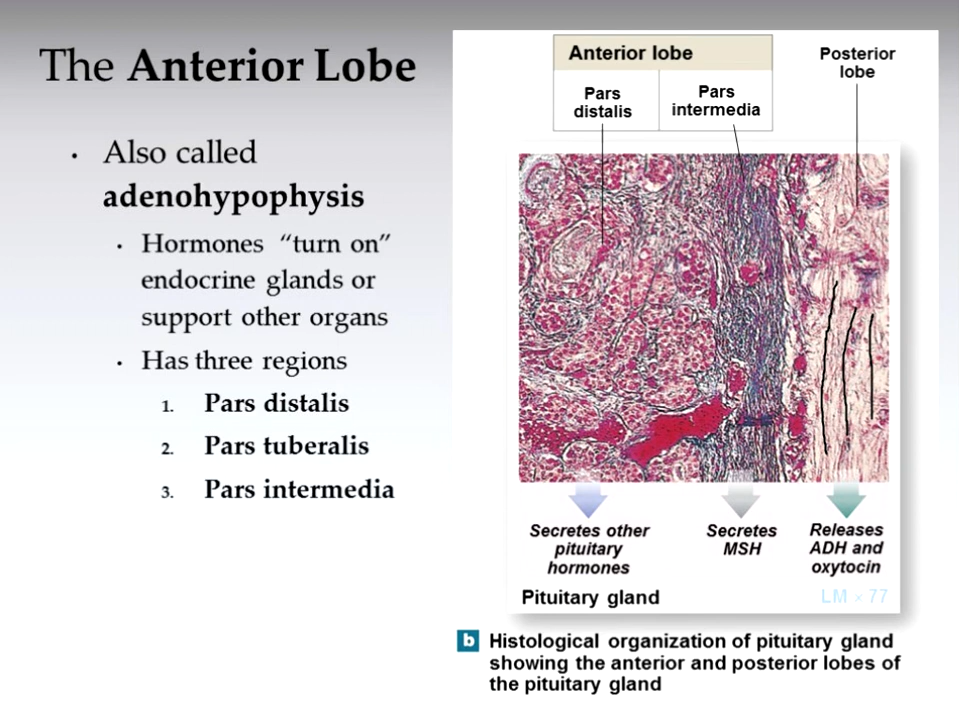 The Anterior Lobe
• Also called
adenohypophysis
• Hormones “turn on”
endocrine glands or
support other organs
• Has three regions
1. Pars distalis
2. Pars tuberalis
3. Pars intermedia
Anterior lobe
Pars
distalis
Pars
intermedia
Posterior
lobe
Secretes other
pituitary
hormones
Secretes
MSH
Releases
ADH and
oxytocin
Pituitary gland
LM × 77
b Histological organization of pituitary gland
showing the anterior and posterior lobes of
the pituitary gland